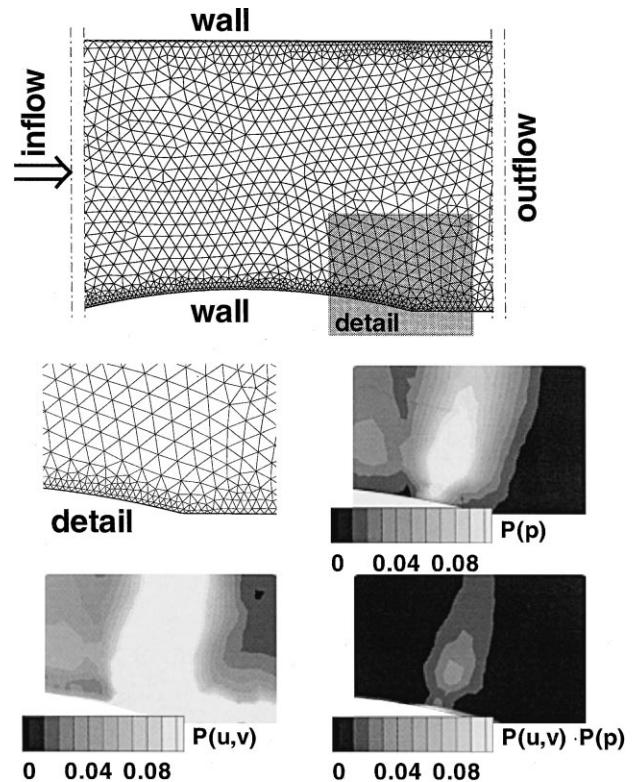 wall
inflow
outflow
wall
detail
detail
P(p)
0 0.04 0.08
P(u,v)
0 0.04 0.08
P(u,v) · P(p)
0 0.04 0.08